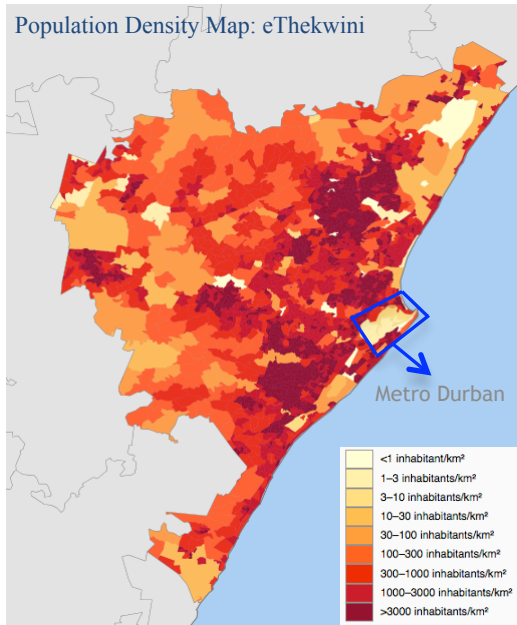 Population Density Map: eThekwini
Metro Durban
<1 inhabitant/km²
1–3 inhabitants/km²
3–10 inhabitants/km²
10–30 inhabitants/km²
30–100 inhabitants/km²
100–300 inhabitants/km²
300–1000 inhabitants/km²
1000–3000 inhabitants/km²
>3000 inhabitants/km²